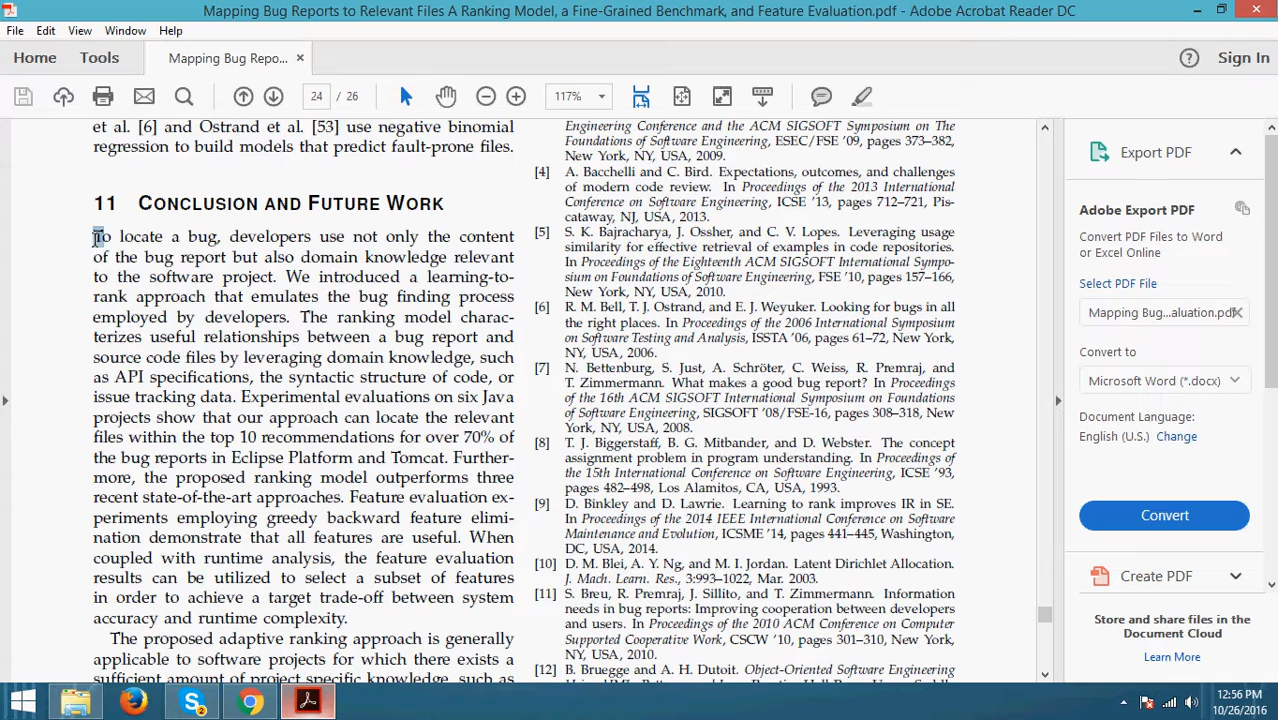 Mapping Bug Reports to Relevant Files A Ranking Model, a Fine-Grained Benchmark, and Feature Evaluation.pdf - Adobe Acrobat Reader DC
File Edit View Window Help
Home Tools Mapping Bug Repo... × Sign In
24 / 26 117%
et al. [6] and Ostrand et al. [53] use negative binomial
regression to build models that predict fault-prone files.
11 CONCLUSION AND FUTURE WORK
To locate a bug, developers use not only the content
of the bug report but also domain knowledge relevant
to the software project. We introduced a learning-to-
rank approach that emulates the bug finding process
employed by developers. The ranking model charac-
terizes useful relationships between a bug report and
source code files by leveraging domain knowledge, such
as API specifications, the syntactic structure of code, or
issue tracking data. Experimental evaluations on six Java
projects show that our approach can locate the relevant
files within the top 10 recommendations for over 70% of
the bug reports in Eclipse Platform and Tomcat. Further-
more, the proposed ranking model outperforms three
recent state-of-the-art approaches. Feature evaluation ex-
periments employing greedy backward feature elimi-
nation demonstrate that all features are useful. When
coupled with runtime analysis, the feature evaluation
results can be utilized to select a subset of features
in order to achieve a target trade-off between system
accuracy and runtime complexity.
The proposed adaptive ranking approach is generally
applicable to software projects for which there exists a
sufficient amount of project specific knowledge, such as
Engineering Conference and the ACM SIGSOFT Symposium on The
Foundations of Software Engineering, ESEC/FSE '09, pages 373–382,
New York, NY, USA, 2009.
[4] A. Bacchelli and C. Bird. Expectations, outcomes, and challenges
of modern code review. In Proceedings of the 2013 International
Conference on Software Engineering, ICSE '13, pages 712–721, Pis-
cataway, NJ, USA, 2013.
[5] S. K. Bajracharya, J. Ossher, and C. V. Lopes. Leveraging usage
similarity for effective retrieval of examples in code repositories.
In Proceedings of the Eighteenth ACM SIGSOFT International Sympo-
sium on Foundations of Software Engineering, FSE '10, pages 157–166,
New York, NY, USA, 2010.
[6] R. M. Bell, T. J. Ostrand, and E. J. Weyuker. Looking for bugs in all
the right places. In Proceedings of the 2006 International Symposium
on Software Testing and Analysis, ISSTA '06, pages 61–72, New York,
NY, USA, 2006.
[7] N. Bettenburg, S. Just, A. Schröter, C. Weiss, R. Premraj, and
T. Zimmermann. What makes a good bug report? In Proceedings
of the 16th ACM SIGSOFT International Symposium on Foundations
of Software Engineering, SIGSOFT '08/FSE-16, pages 308–318, New
York, NY, USA, 2008.
[8] T. J. Biggerstaff, B. G. Mitbander, and D. Webster. The concept
assignment problem in program understanding. In Proceedings of
the 15th International Conference on Software Engineering, ICSE '93,
pages 482–498, Los Alamitos, CA, USA, 1993.
[9] D. Binkley and D. Lawrie. Learning to rank improves IR in SE.
In Proceedings of the 2014 IEEE International Conference on Software
Maintenance and Evolution, ICSME '14, pages 441–445, Washington,
DC, USA, 2014.
[10] D. M. Blei, A. Y. Ng, and M. I. Jordan. Latent Dirichlet Allocation.
J. Mach. Learn. Res., 3:993–1022, Mar. 2003.
[11] S. Breu, R. Premraj, J. Sillito, and T. Zimmermann. Information
needs in bug reports: Improving cooperation between developers
and users. In Proceedings of the 2010 ACM Conference on Computer
Supported Cooperative Work, CSCW '10, pages 301–310, New York,
NY, USA, 2010.
[12] B. Bruegge and A. H. Dutoit. Object-Oriented Software Engineering
Export PDF
Adobe Export PDF
Convert PDF Files to Word
or Excel Online
Select PDF File
Mapping Bug...aluation.pdf
Convert to
Microsoft Word (*.docx)
Document Language:
English (U.S.) Change
Convert
Create PDF
Store and share files in the
Document Cloud
Learn More
12:56 PM
10/26/2016